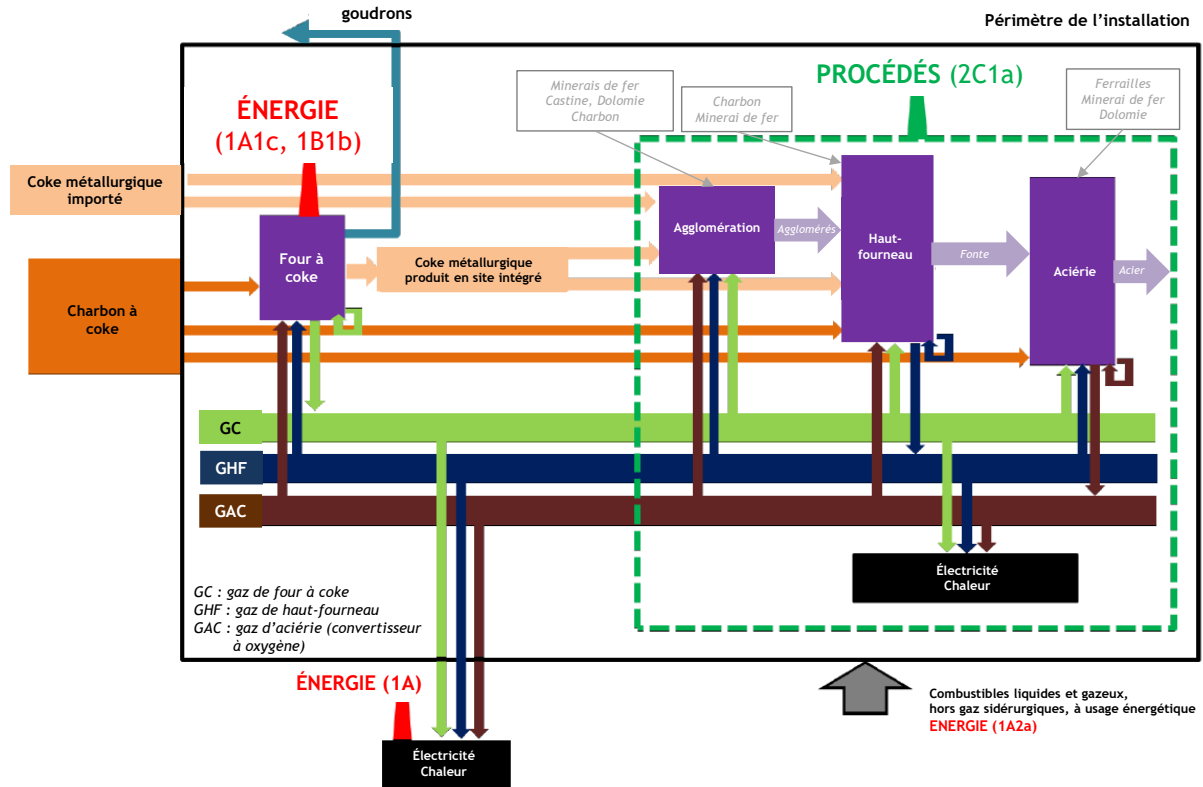 goudrons
Périmètre de l'installation
PROCÉDÉS (2C1a)
Minerais de fer
Castine, Dolomie
Charbon
Charbon
Minerai de fer
Ferrailles
Minerai de fer
Dolomie
ÉNERGIE
(1A1c, 1B1b)
Coke métallurgique
importé
Four à
coke
Coke métallurgique
produit en site intégré
Agglomération
Agglomérés
Haut-
fourneau
Fonte
Aciérie
Acier
Charbon à
coke
GC
GHF
GAC
Électricité
Chaleur
GC : gaz de four à coke
GHF : gaz de haut-fourneau
GAC : gaz d'aciérie (convertisseur
à oxygène)
ÉNERGIE (1A)
Électricité
Chaleur
Combustibles liquides et gazeux,
hors gaz sidérurgiques, à usage énergétique
ENERGIE (1A2a)